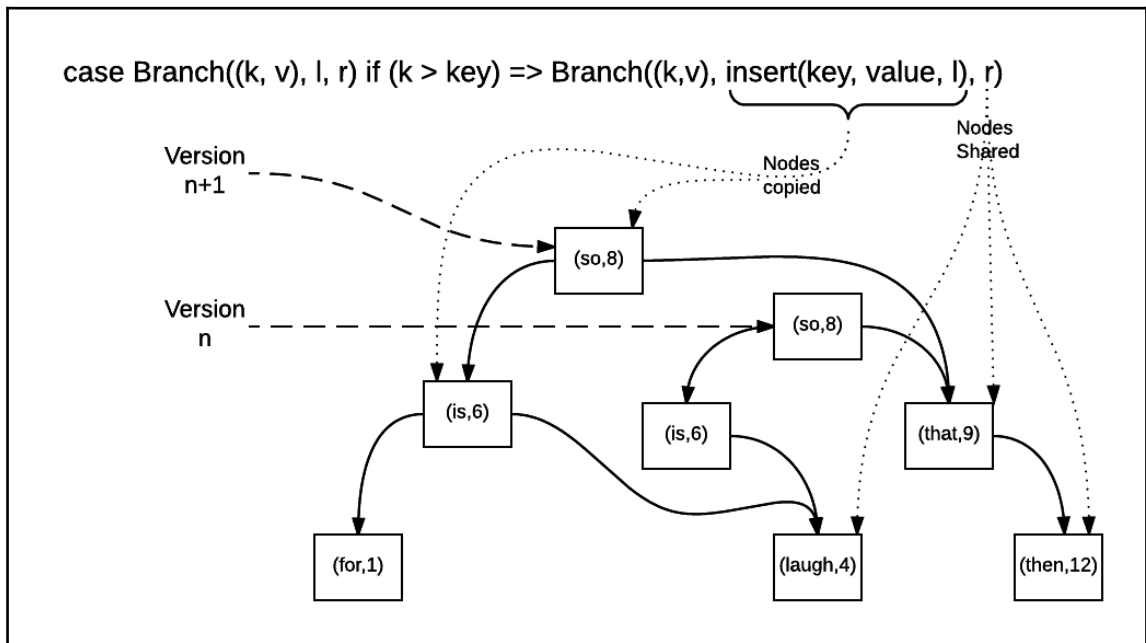 case Branch((k, v), l, r) if (k > key) => Branch((k,v), insert(key, value, l), r)
Nodes
Shared
Version
n+1
Nodes
copied
(so,8)
Version
n
(so,8)
(is,6)
(is,6)
(that,9)
(for,1)
(laugh,4)
(then,12)